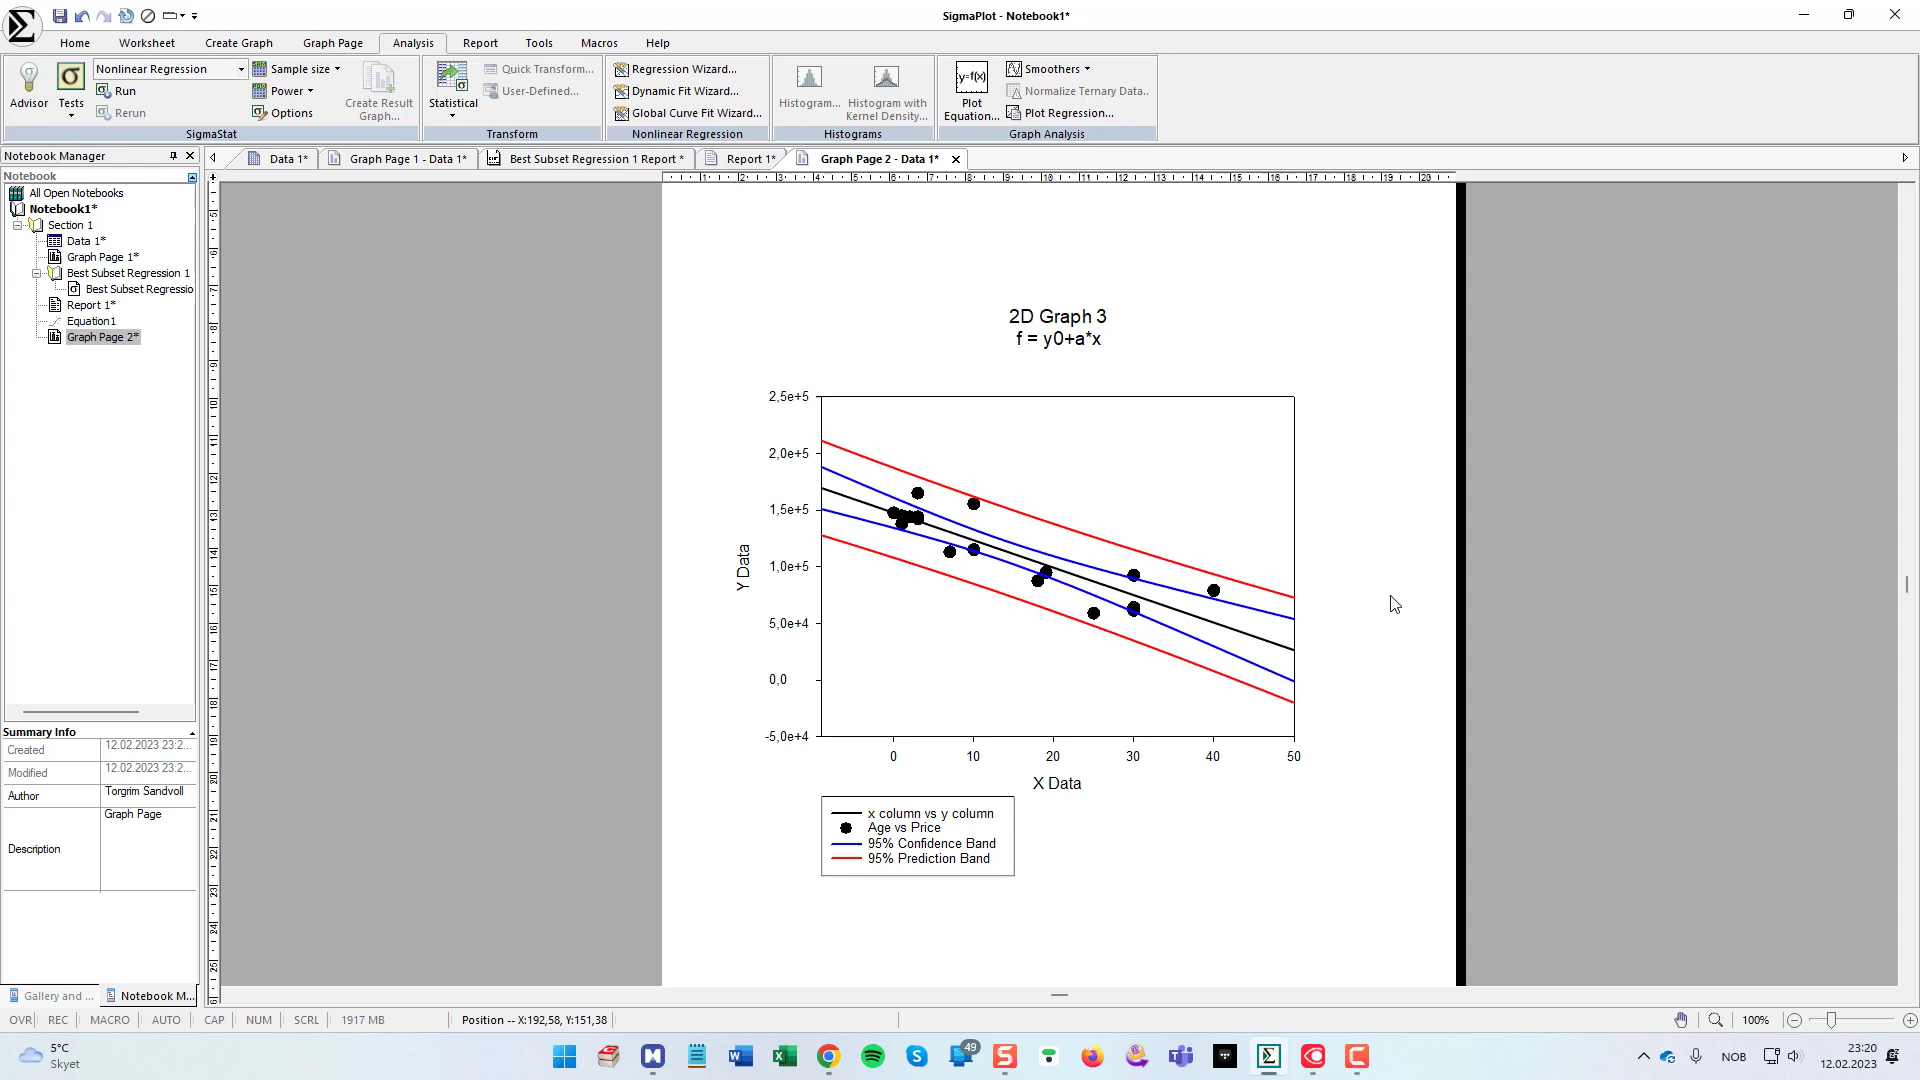 SigmaPlot - Notebook1*
Home Worksheet Create Graph Graph Page Analysis Report Tools Macros Help
Advisor
Tests
Nonlinear Regression
Run
Rerun
Sample size
Power
Options
Create Result
Graph...
SigmaStat
Statistical
Quick Transform...
User-Defined...
Transform
Regression Wizard...
Dynamic Fit Wizard...
Global Curve Fit Wizard...
Nonlinear Regression
Histogram...
Histogram with
Kernel Density...
Histograms
y=f(x)
Plot
Equation...
Smoothers
Normalize Ternary Data..
Plot Regression...
Graph Analysis
Notebook Manager
Data 1*
Graph Page 1 - Data 1*
Best Subset Regression 1 Report *
Report 1*
Graph Page 2 - Data 1*
Notebook
All Open Notebooks
Notebook1*
Section 1
Data 1*
Graph Page 1*
Best Subset Regression 1
Best Subset Regressio
Report 1*
Equation1
Graph Page 2*
2D Graph 3
f = y0+a*x
2,5e+5
2,0e+5
1,5e+5
1,0e+5
5,0e+4
0,0
-5,0e+4
Y Data
0 10 20 30 40 50
X Data
x column vs y column
Age vs Price
95% Confidence Band
95% Prediction Band
Summary Info
Created 12.02.2023 23:2...
Modified 12.02.2023 23:2...
Author Torgrim Sandvoll
Description Graph Page
Gallery and ...
Notebook M...
OVR REC MACRO AUTO CAP NUM SCRL 1917 MB Position -- X:192,58, Y:151,38 100%
5°C
Skyet
49
NOB
23:20
12.02.2023